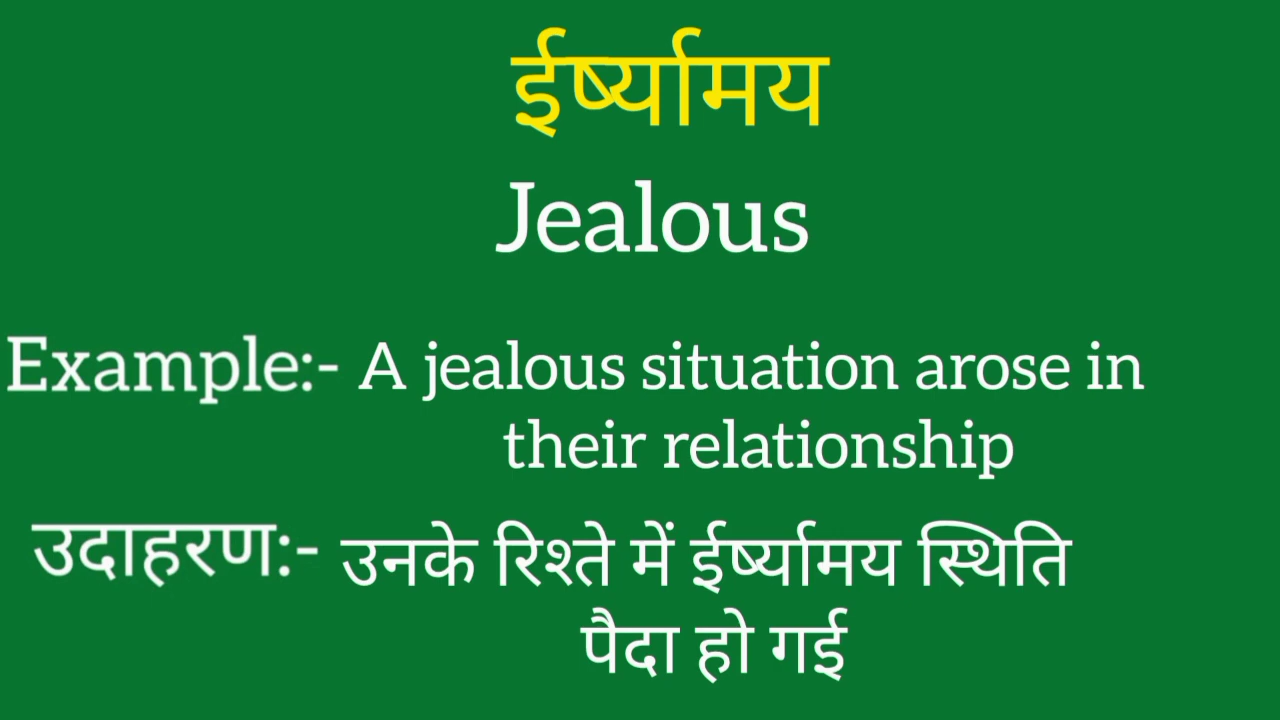 ईर्ष्यामय
Jealous
Example:- A jealous situation arose in
their relationship
उदाहरण:- उनके रिश्ते में ईर्ष्यामय स्थिति
पैदा हो गई